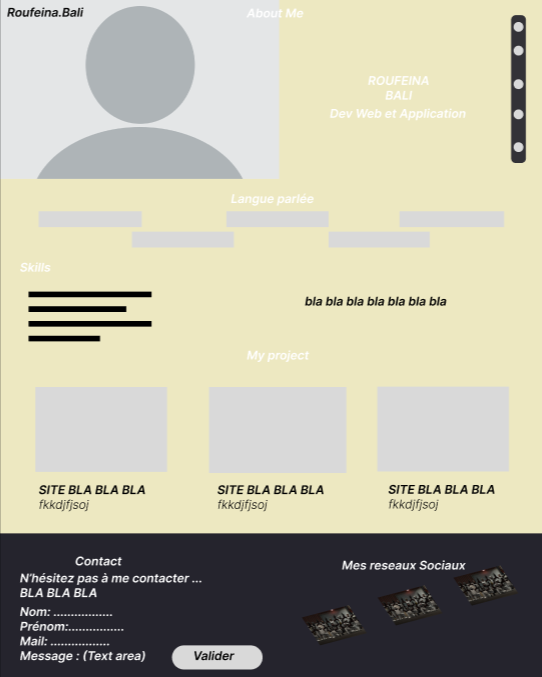 Roufeina.Bali
About Me
ROUFEINA
BALI
Dev Web et Application
Langue parlée
Skills
bla bla bla bla bla bla bla
My project
SITE BLA BLA BLA
fkkdjfjsoj
SITE BLA BLA BLA
fkkdjfjsoj
SITE BLA BLA BLA
fkkdjfjsoj
Contact
N'hésitez pas à me contacter ...
BLA BLA BLA
Nom: .................
Prénom:................
Mail: .................
Message : (Text area)
Valider
Mes reseaux Sociaux